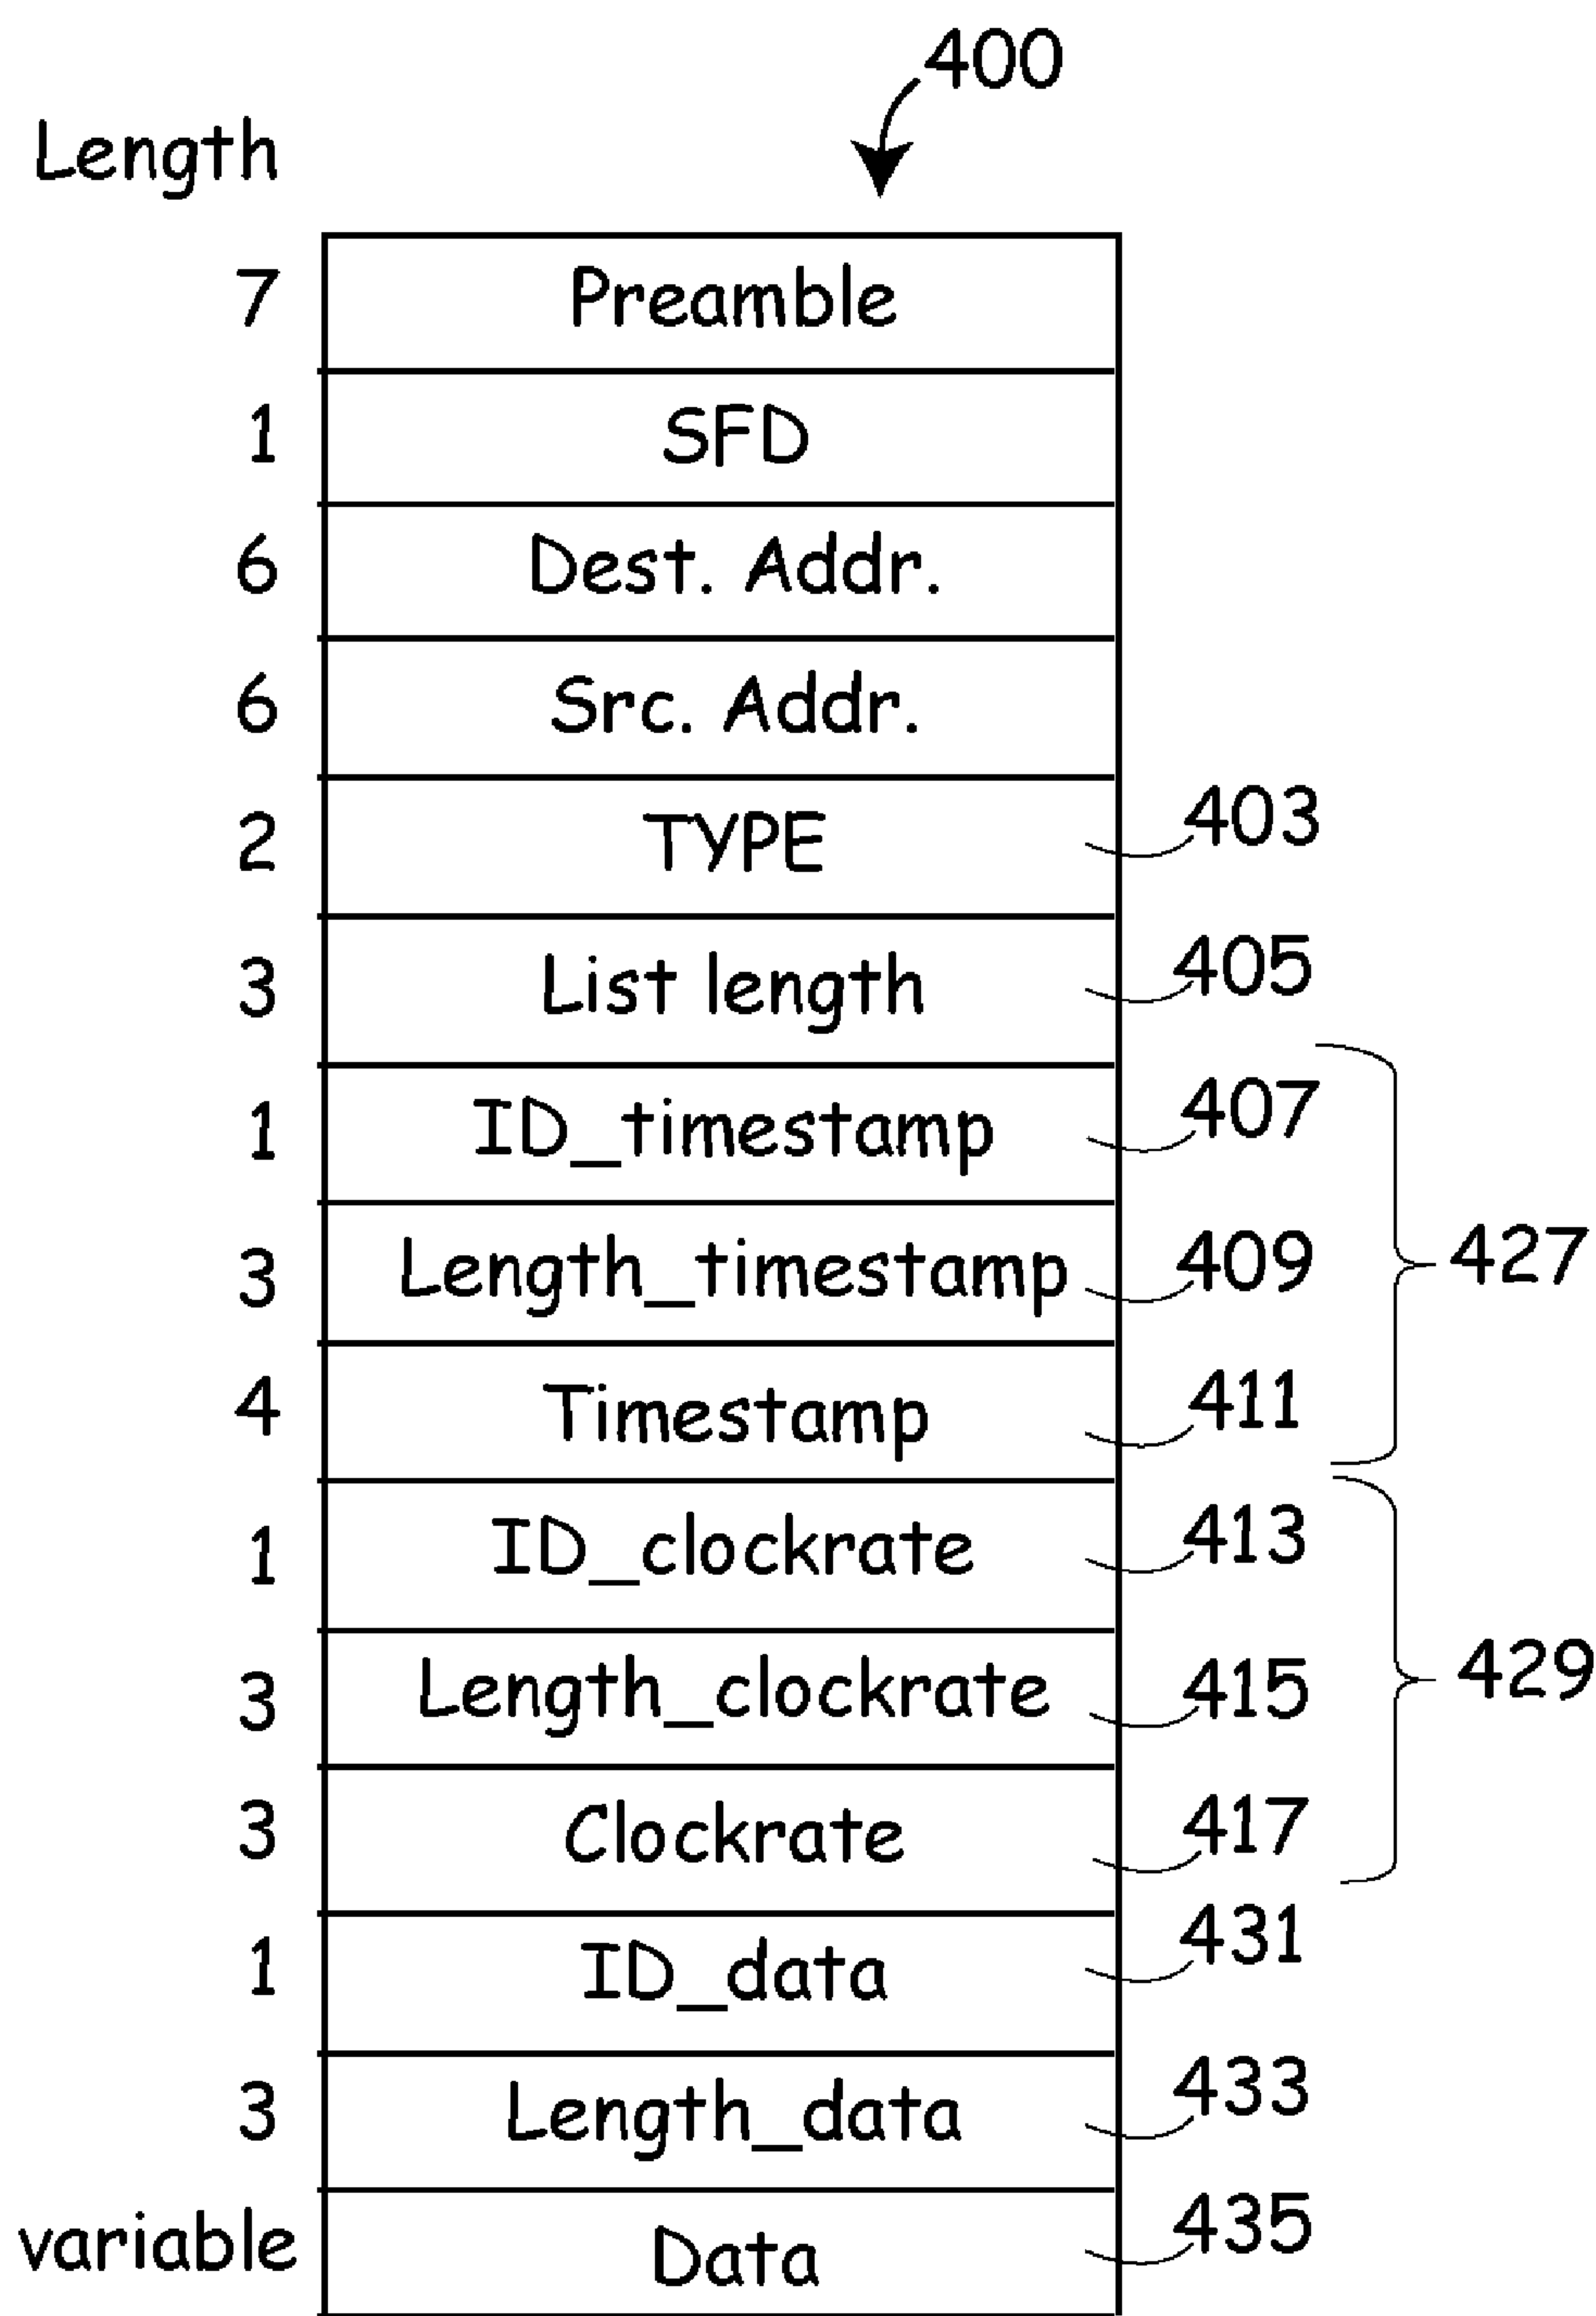 400
Length
7 Preamble
1 SFD
6 Dest. Addr.
6 Src. Addr.
2 TYPE 403
3 List length 405
1 ID_timestamp 407
3 Length_timestamp 409
427
4 Timestamp 411
1 ID_clockrate 413
3 Length_clockrate 415
429
3 Clockrate 417
1 ID_data 431
3 Length_data 433
variable Data 435